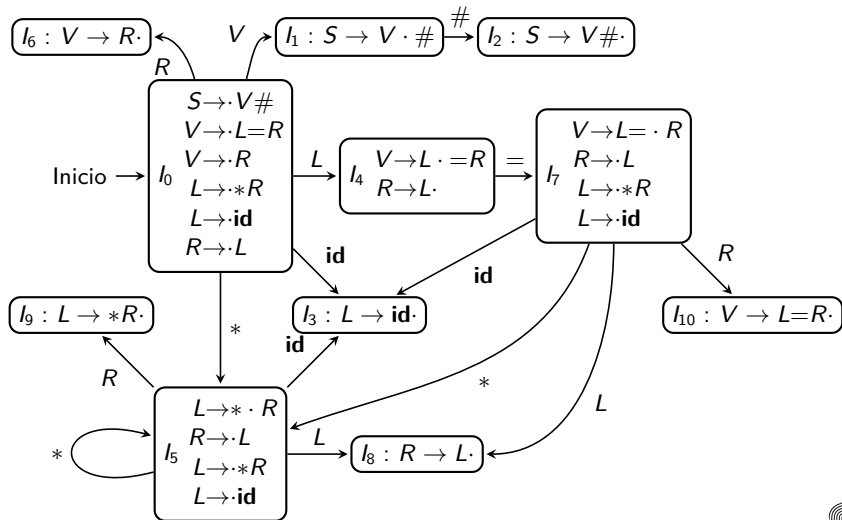 I₆ : V → R·
V
I₁ : S → V · #
#
I₂ : S → V#·
R
S→·V#
V→·L=R
V→·R
L→·∗R
L→·id
R→·L
I₀
Inicio
L
V→L · =R
R→L·
I₄
=
V→L= · R
R→·L
L→·∗R
L→·id
I₇
id
id
R
I₉ : L → ∗R·
∗
I₃ : L → id·
I₁₀ : V → L=R·
id
R
∗
L
L→∗ · R
R→·L
L→·∗R
L→·id
I₅
∗
L
I₈ : R → L·